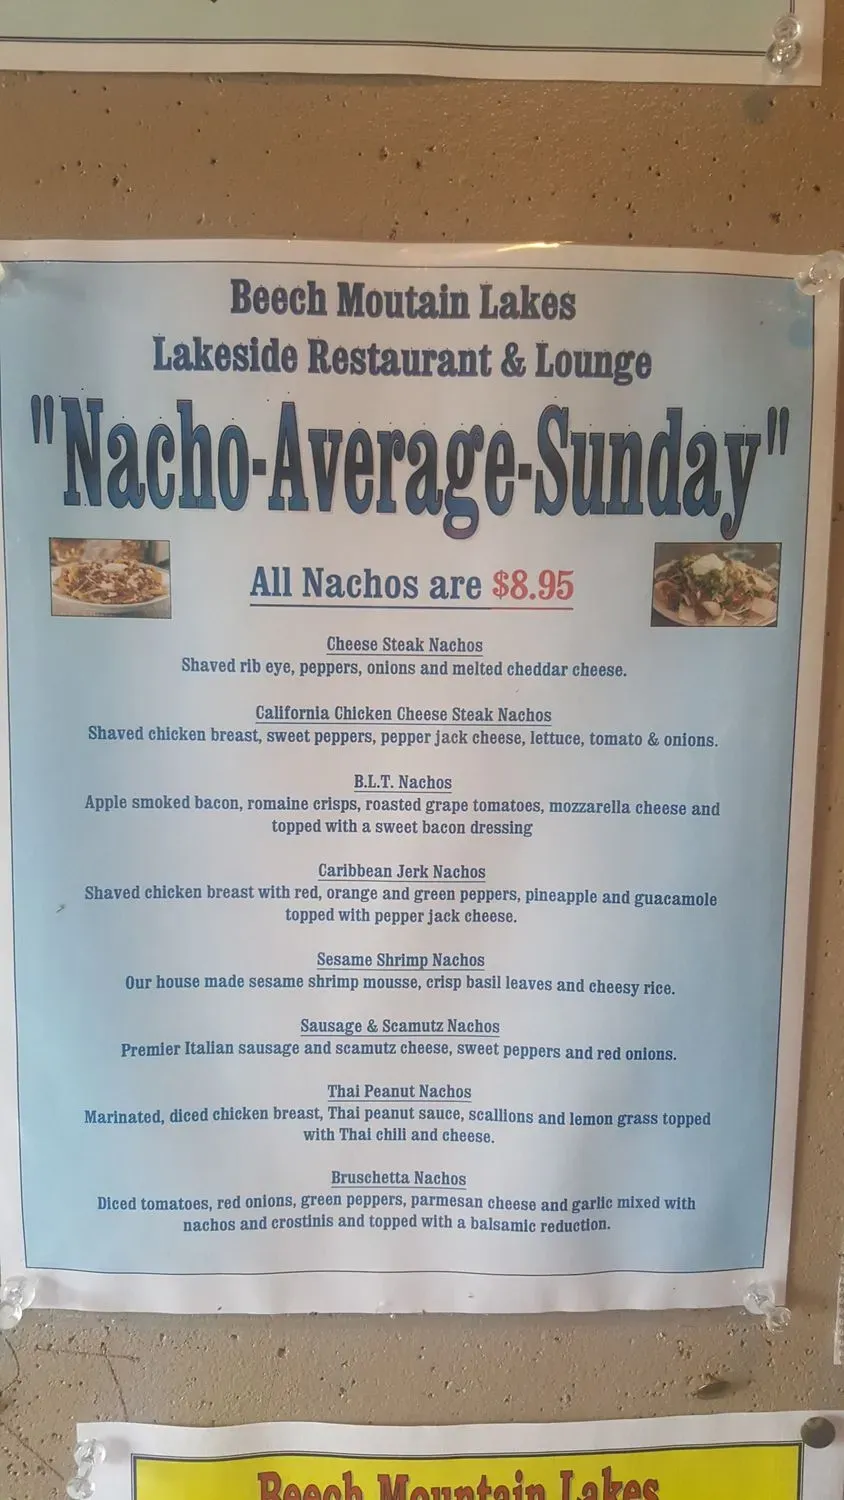 Beech Moutain Lakes
Lakeside Restaurant & Lounge
"Nacho-Average-Sunday"
All Nachos are $8.95
Cheese Steak Nachos
Shaved rib eye, peppers, onions and melted cheddar cheese.
California Chicken Cheese Steak Nachos
Shaved chicken breast, sweet peppers, pepper jack cheese, lettuce, tomato & onions.
B.L.T. Nachos
Apple smoked bacon, romaine crisps, roasted grape tomatoes, mozzarella cheese and
topped with a sweet bacon dressing
Caribbean Jerk Nachos
Shaved chicken breast with red, orange and green peppers, pineapple and guacamole
topped with pepper jack cheese.
Sesame Shrimp Nachos
Our house made sesame shrimp mousse, crisp basil leaves and cheesy rice.
Sausage & Scamutz Nachos
Premier Italian sausage and scamutz cheese, sweet peppers and red onions.
Thai Peanut Nachos
Marinated, diced chicken breast, Thai peanut sauce, scallions and lemon grass topped
with Thai chili and cheese.
Bruschetta Nachos
Diced tomatoes, red onions, green peppers, parmesan cheese and garlic mixed with
nachos and crostinis and topped with a balsamic reduction.
Beech Mountain Lakes